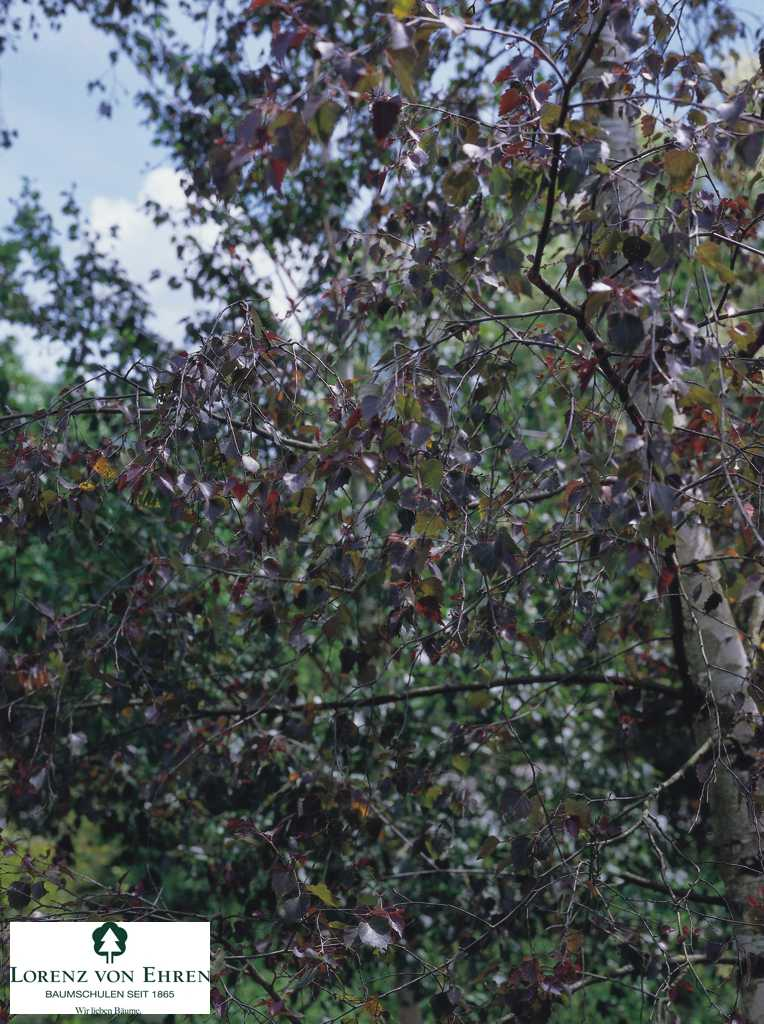 LORENZ VON EHREN
BAUMSCHULEN SEIT 1865
Wir lieben Bäume.